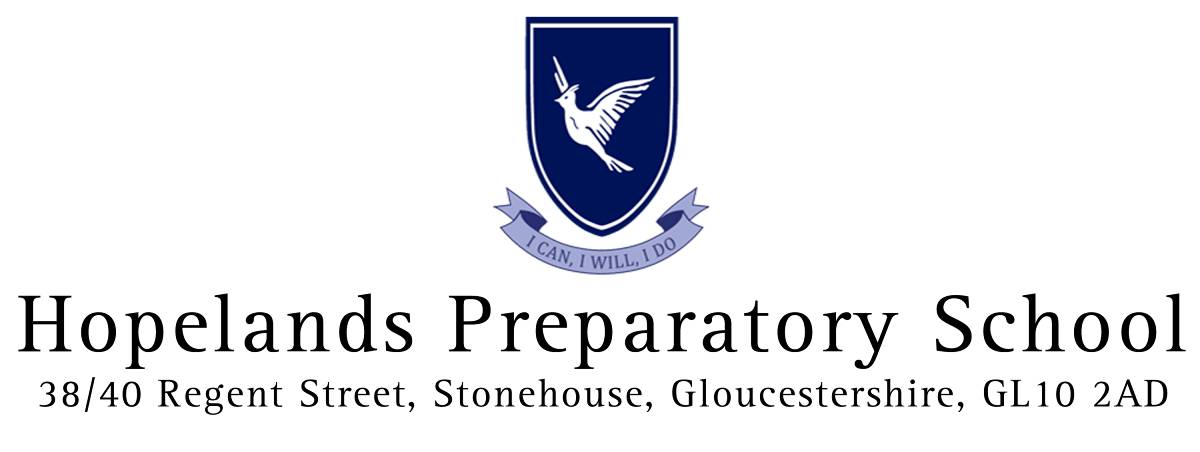 I CAN, I WILL, I DO
Hopelands Preparatory School
38/40 Regent Street, Stonehouse, Gloucestershire, GL10 2AD